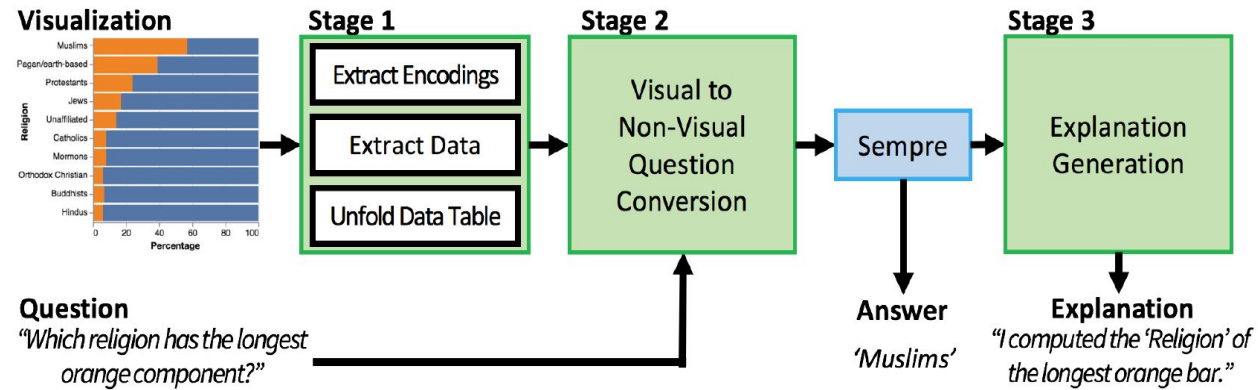 Visualization
Muslims
Pagan/earth-based
Protestants
Jews
Unaffiliated
Catholics
Mormons
Orthodox Christian
Buddhists
Hindus
Religion
0 20 40 60 80 100
Percentage
Stage 1
Extract Encodings
Extract Data
Unfold Data Table
Stage 2
Visual to
Non-Visual
Question
Conversion
Sempre
Stage 3
Explanation
Generation
Question
“Which religion has the longest
orange component?”
Answer
‘Muslims’
Explanation
“I computed the ‘Religion’ of
the longest orange bar.”